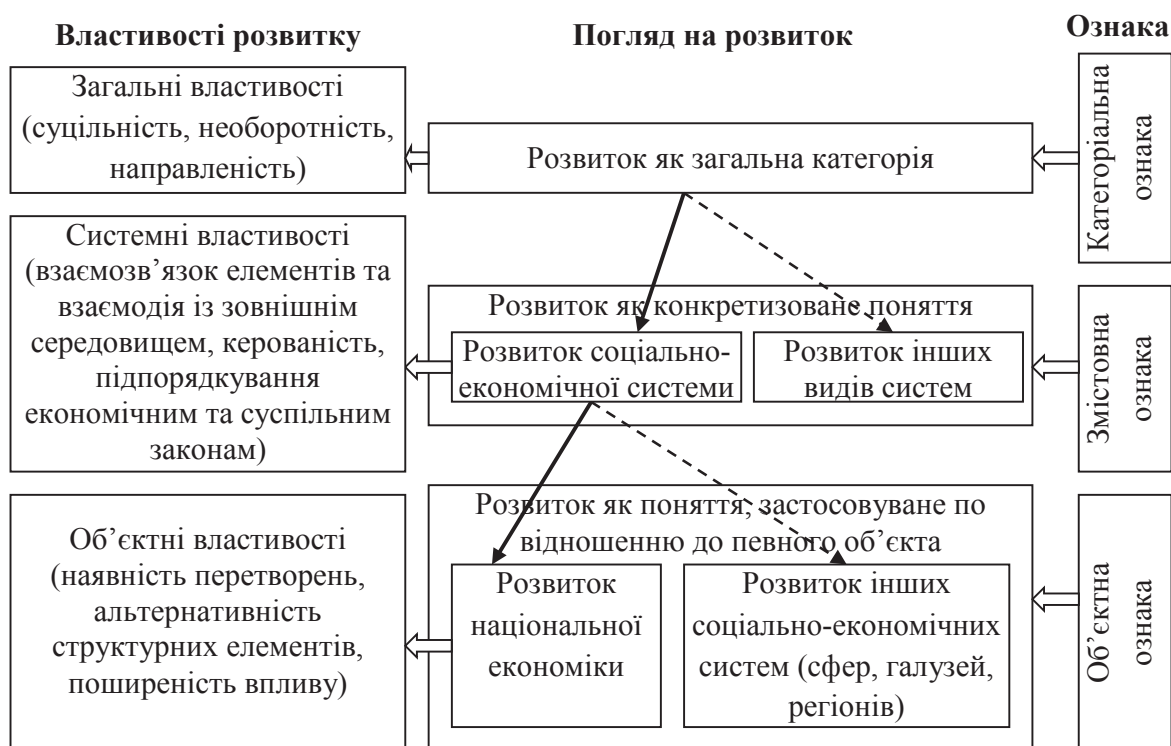 Властивості розвитку
Погляд на розвиток
Ознака
Загальні властивості
(суцільність, необоротність,
направленість)
Розвиток як загальна категорія
Категоріальна
ознака
Системні властивості
(взаємозв’язок елементів та
взаємодія із зовнішнім
середовищем, керованість,
підпорядкування
економічним та суспільним
законам)
Розвиток як конкретизоване поняття
Розвиток соціально-
економічної системи
Розвиток інших
видів систем
Змістовна
ознака
Об’єктні властивості
(наявність перетворень,
альтернативність
структурних елементів,
поширеність впливу)
Розвиток як поняття, застосовуване по
відношенню до певного об’єкта
Розвиток
національної
економіки
Розвиток інших
соціально-економічних
систем (сфер, галузей,
регіонів)
Об’єктна
ознака